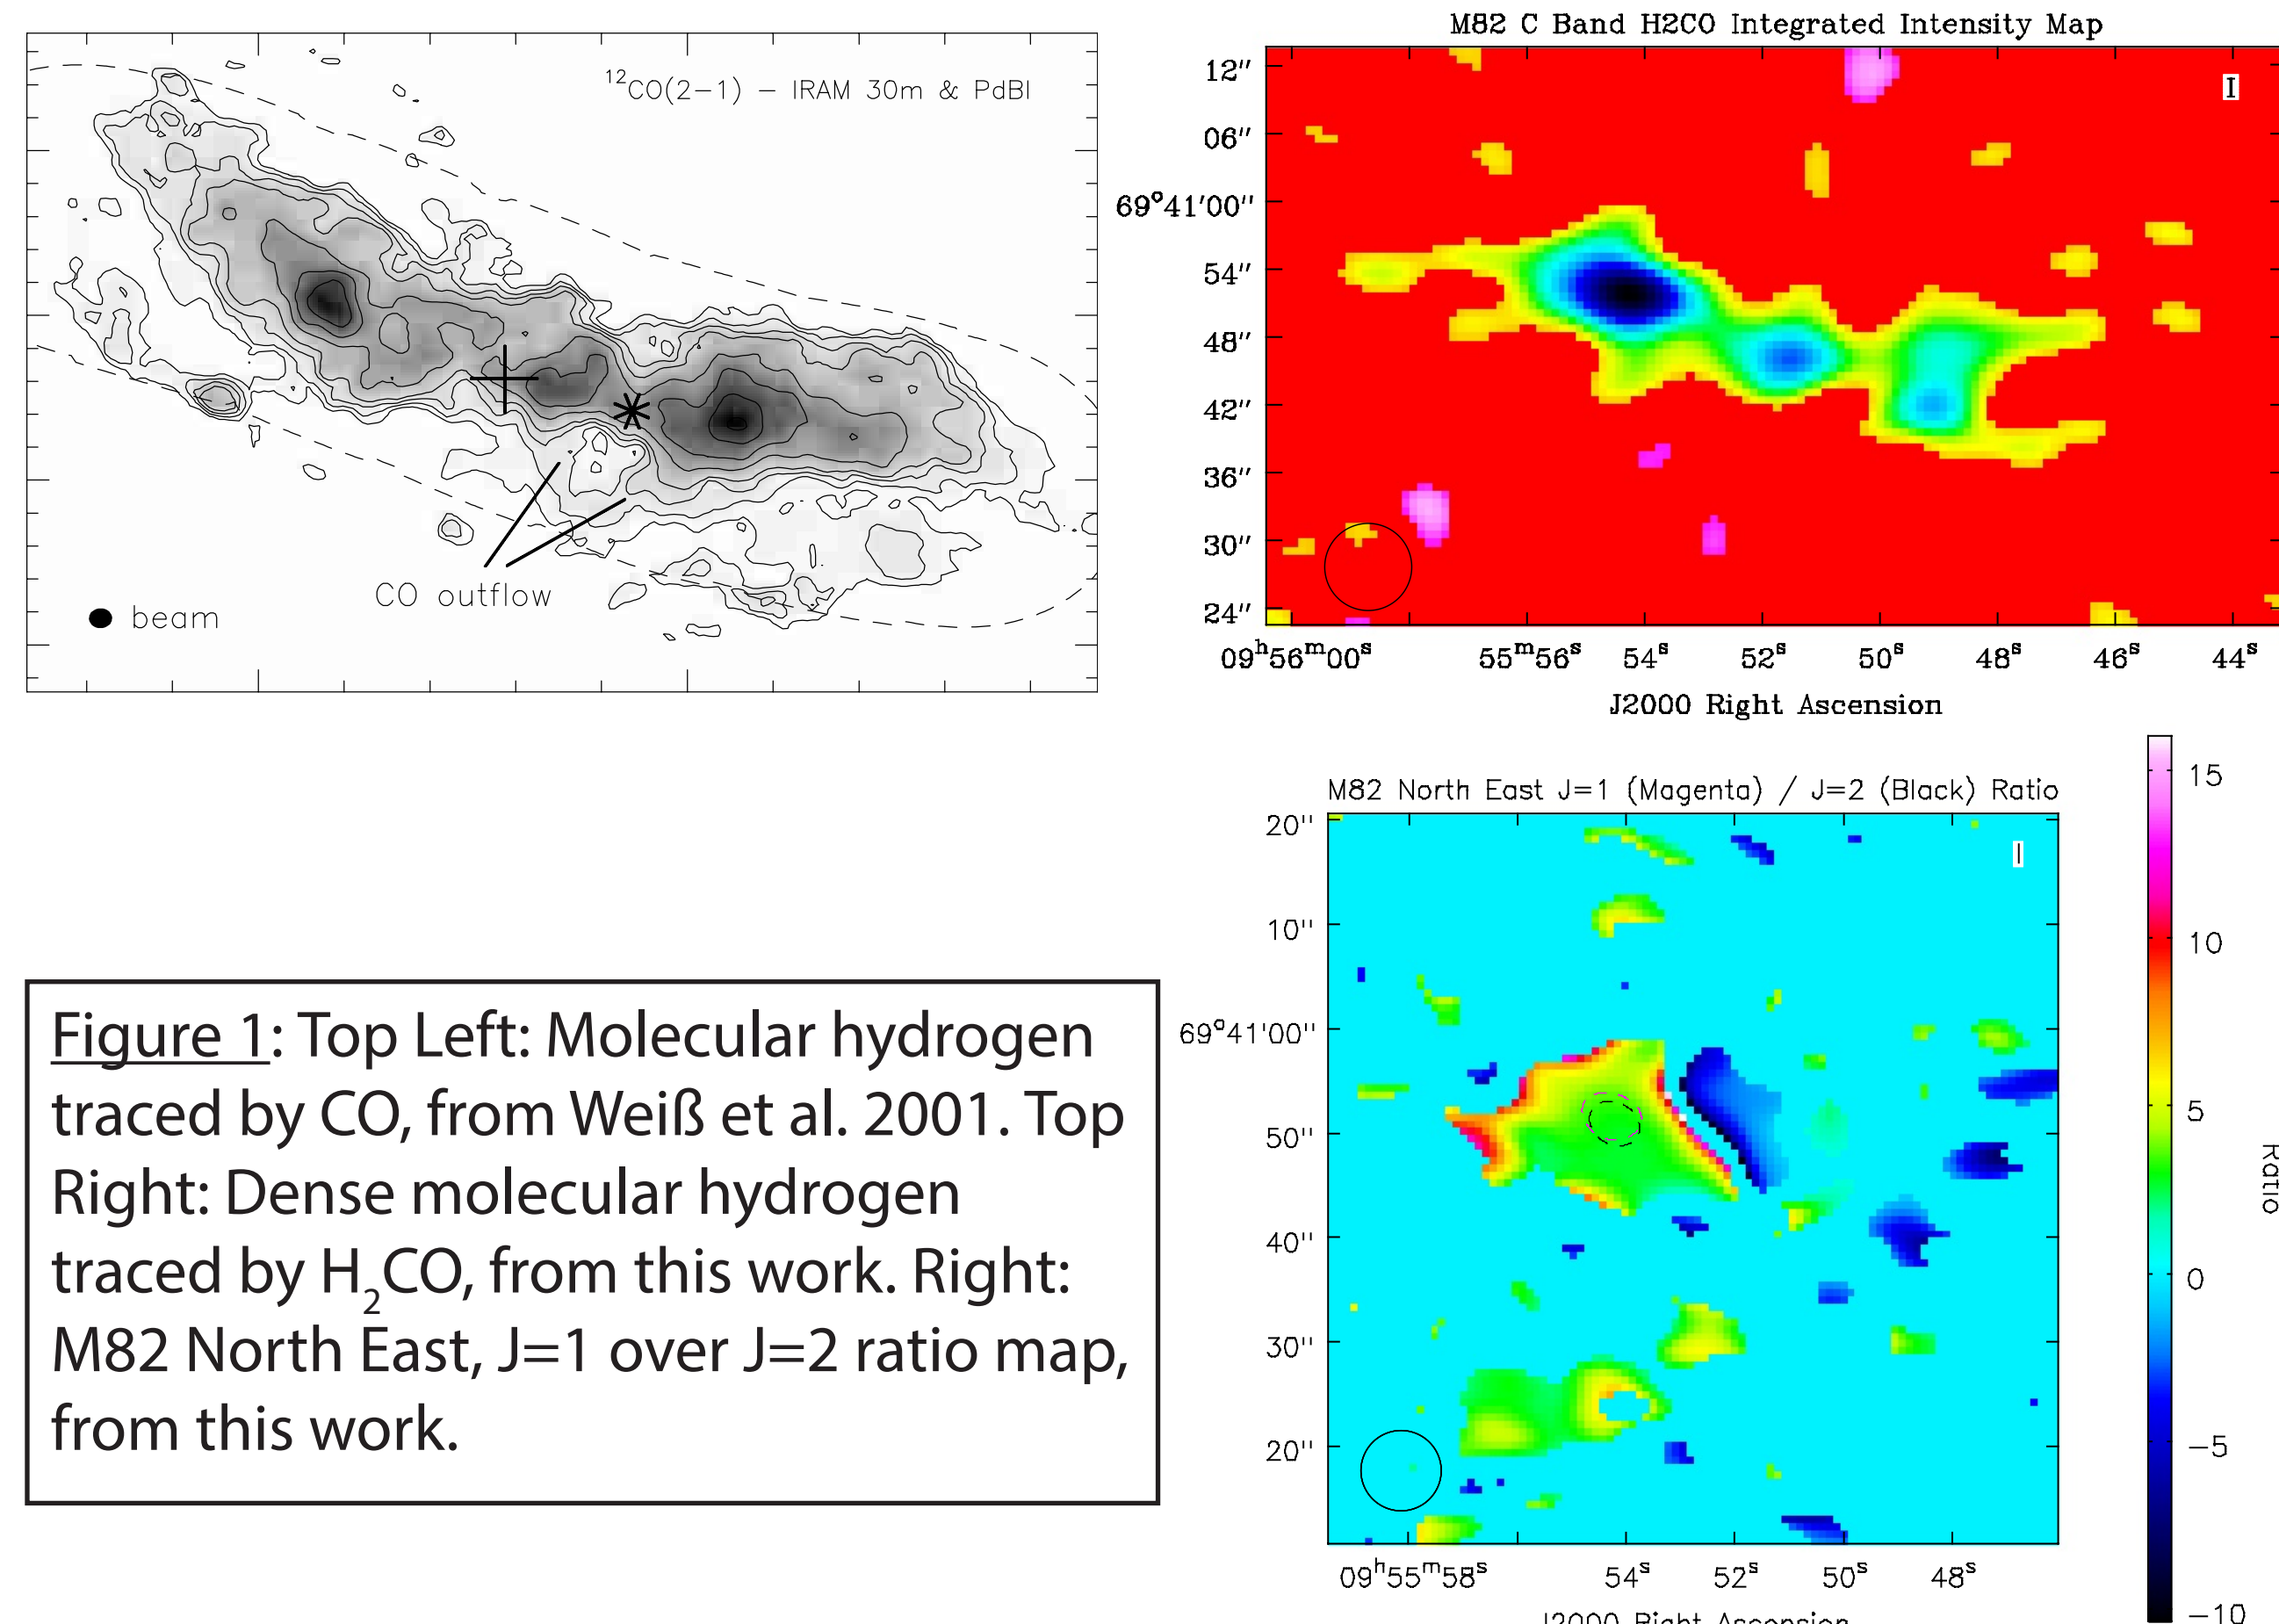 ¹²CO(2−1) − IRAM 30m & PdBI
CO outflow
beam
M82 C Band H2CO Integrated Intensity Map
I
12″
06″
69°41′00″
54″
48″
42″
36″
30″
24″
09ʰ56ᵐ00ˢ 55ᵐ56ˢ 54ˢ 52ˢ 50ˢ 48ˢ 46ˢ 44ˢ
J2000 Right Ascension
M82 North East J=1 (Magenta) / J=2 (Black) Ratio
I
20"
10"
69°41'00"
50"
40"
30"
20"
09ʰ55ᵐ58ˢ 54ˢ 52ˢ 50ˢ 48ˢ
J2000 Right Ascension
15
10
5
0
−5
−10
Ratio
Figure 1: Top Left: Molecular hydrogen
traced by CO, from Weiß et al. 2001. Top
Right: Dense molecular hydrogen
traced by H₂CO, from this work. Right:
M82 North East, J=1 over J=2 ratio map,
from this work.